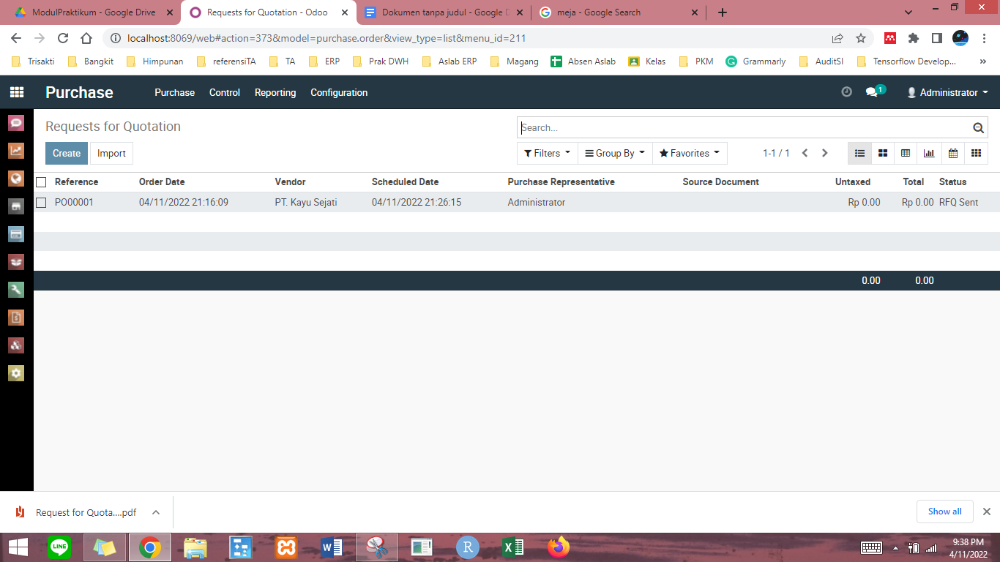 ModulPraktikum - Google Drive
Requests for Quotation - Odoo
Dokumen tanpa judul - Google D
meja - Google Search
localhost:8069/web#action=373&model=purchase.order&view_type=list&menu_id=211
Trisakti Bangkit Himpunan referensiTA TA ERP Prak DWH Aslab ERP Magang Absen Aslab Kelas PKM Grammarly AuditSI Tensorflow Develop... »
Purchase Purchase Control Reporting Configuration 1 Administrator
Requests for Quotation
Search...
Create Import Filters Group By Favorites 1-1 / 1
Reference Order Date Vendor Scheduled Date Purchase Representative Source Document Untaxed Total Status
PO00001 04/11/2022 21:16:09 PT. Kayu Sejati 04/11/2022 21:26:15 Administrator Rp 0.00 Rp 0.00 RFQ Sent
0.00 0.00
Request for Quota....pdf
Show all
LINE
9:38 PM
4/11/2022